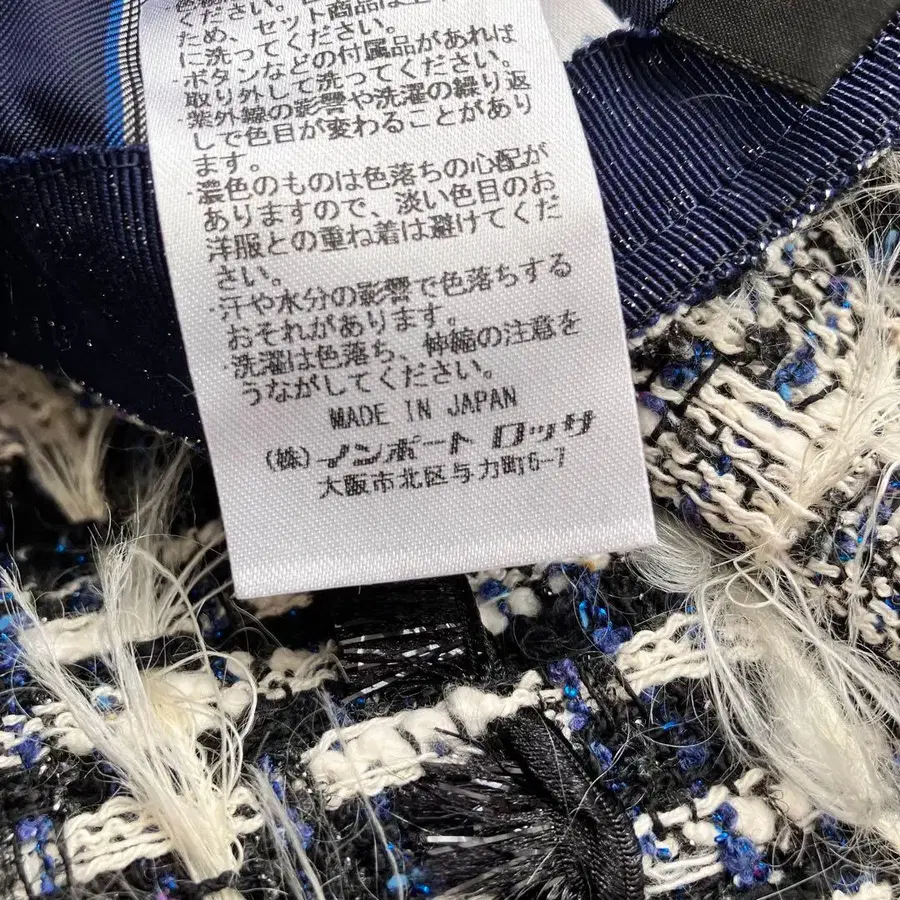 ください。
ため、セット商品は
に洗ってください。
・ボタンなどの付属品があれば
取り外して洗ってください。
・紫外線の影響や洗濯の繰り返
しで色目が変わることがあり
ます。
・濃色のものは色落ちの心配が
ありますので、淡い色目のお
洋服との重ね着は避けてくだ
さい。
・汗や水分の影響で色落ちする
おそれがあります。
・洗濯は色落ち、伸縮の注意を
うながしてください。
MADE IN JAPAN
(株)インポート ロッサ
大阪市北区与力町6-7